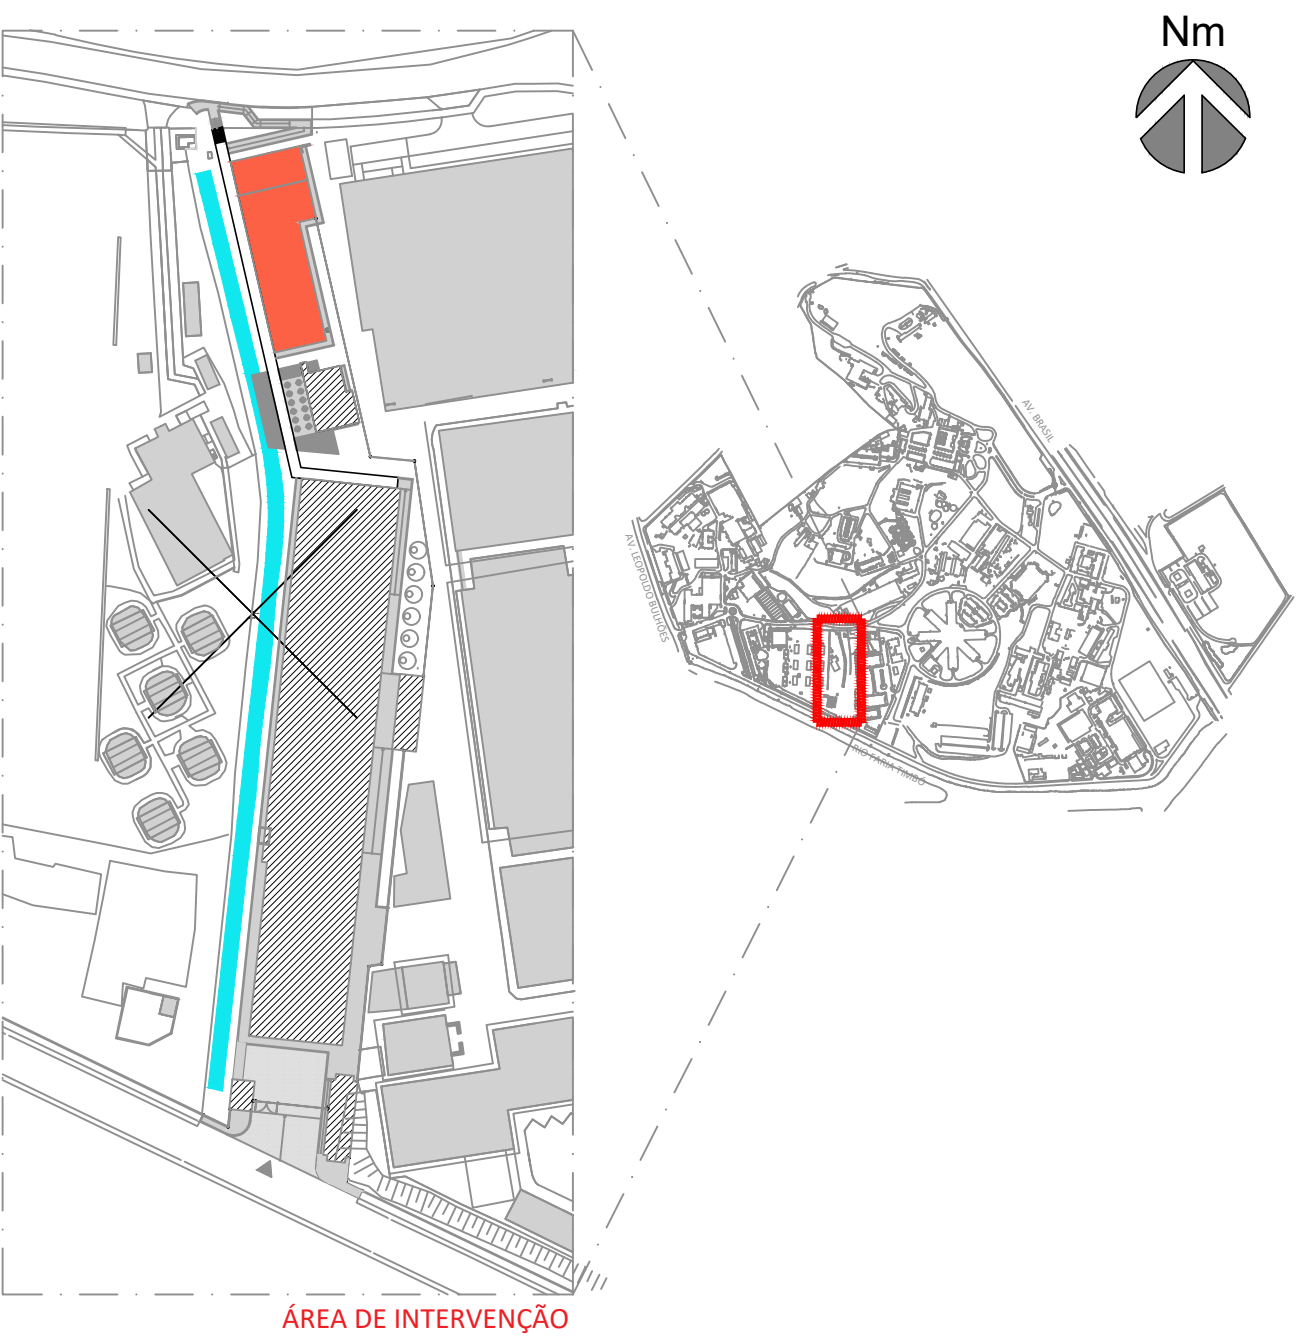 Nm
AV. BRASIL
AV. LEOPOLDO BULHÕES
RIO FARIA TIMBÓ
ÁREA DE INTERVENÇÃO